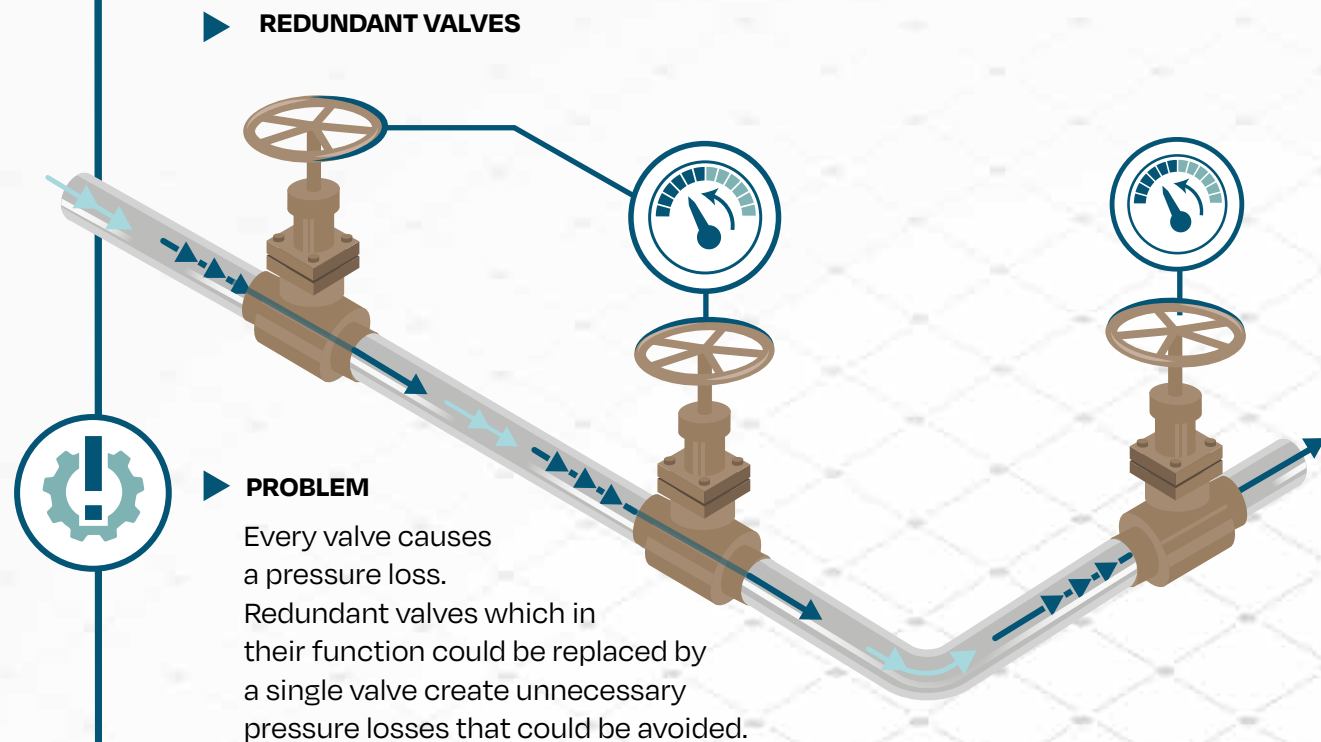 REDUNDANT VALVES
PROBLEM
Every valve causes
a pressure loss.
Redundant valves which in
their function could be replaced by
a single valve create unnecessary
pressure losses that could be avoided.